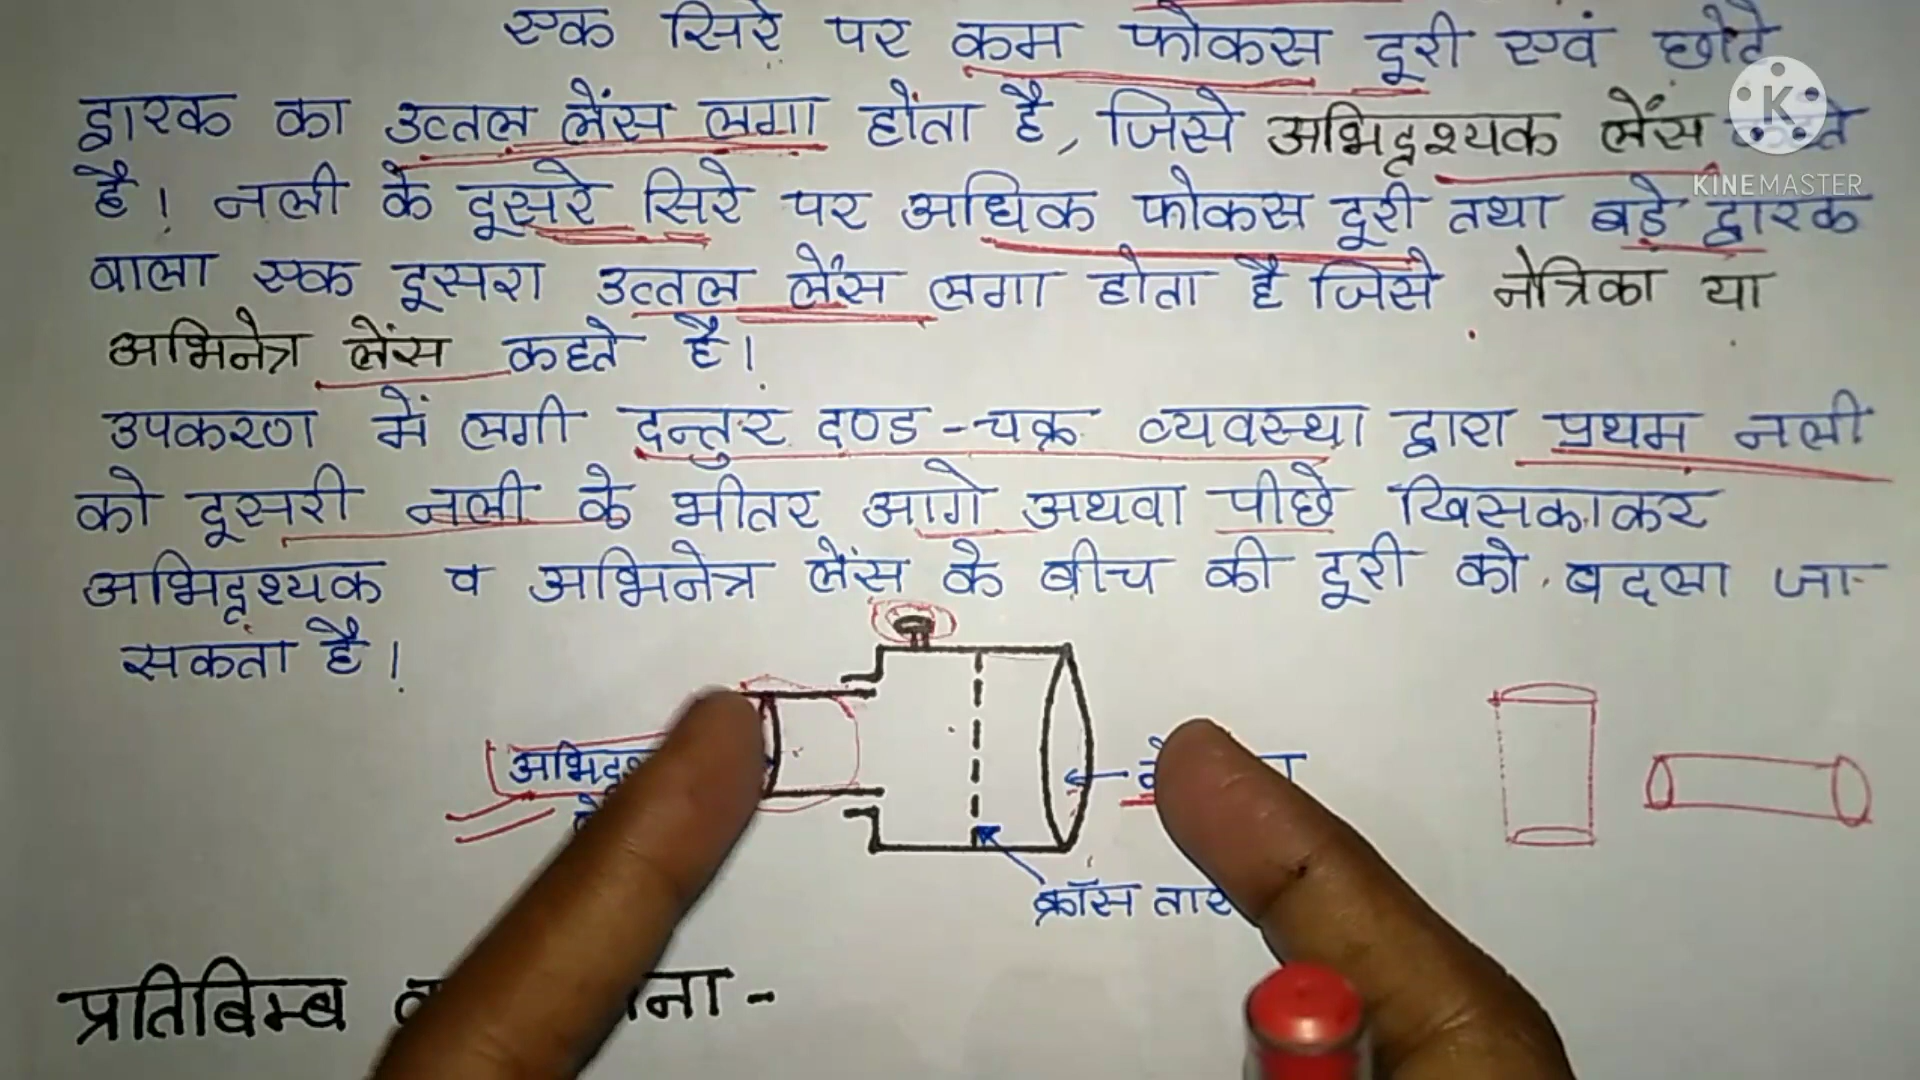 एक सिरे पर कम फोकस दूरी एवं छोटे
द्वारक का उत्तल लेंस लगा होता है, जिसे अभिदृश्यक लेंस
है। नली के दूसरे सिरे पर अधिक फोकस दूरी तथा बड़े द्वारक
वाला एक दूसरा उत्तल लेंस लगा होता है जिसे नेत्रिका या
अभिनेत्र लेंस कहते है।
उपकरण में लगी दन्तुर दण्ड-चक्र व्यवस्था द्वारा प्रथम नली
को दूसरी नली के भीतर आगे अथवा पीछे खिसकाकर
अभिदृश्यक व अभिनेत्र लेंस के बीच की दूरी को बदला जा
सकता है।
क्रॉस तार
प्रतिबिम्ब
K
KINEMASTER